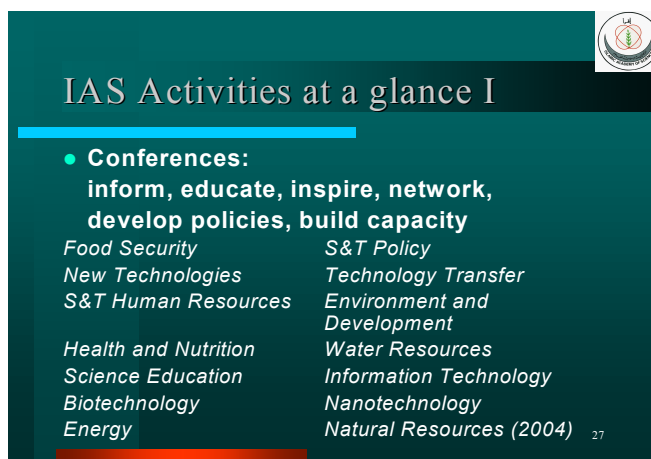 IAS Activities at a glance I
Conferences:
inform, educate, inspire, network,
develop policies, build capacity
Food Security S&T Policy
New Technologies Technology Transfer
S&T Human Resources Environment and
Development
Health and Nutrition Water Resources
Science Education Information Technology
Biotechnology Nanotechnology
Energy Natural Resources (2004)
27